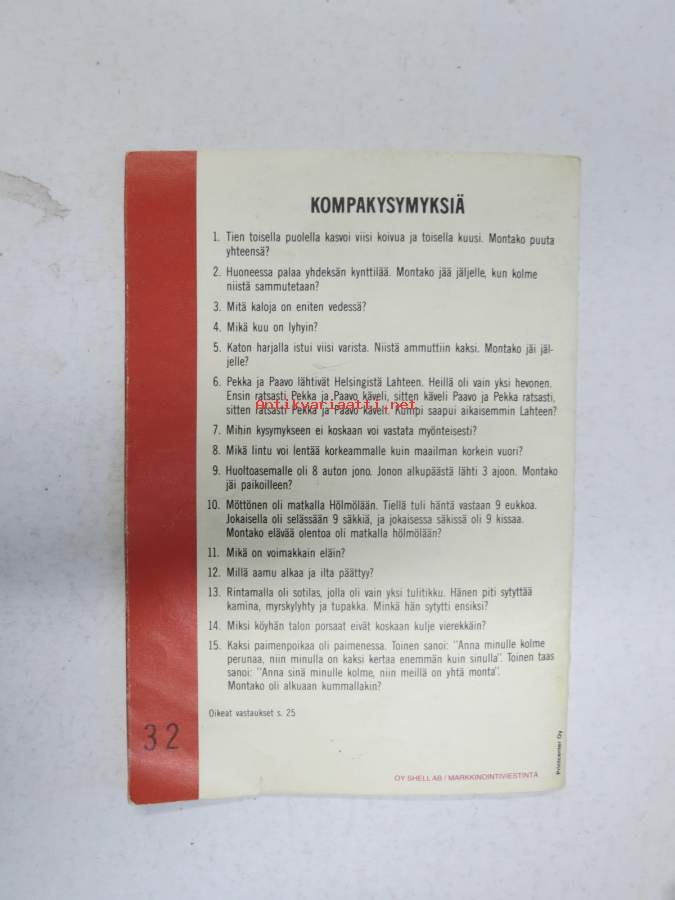 KOMPAKYSYMYKSIÄ
1. Tien toisella puolella kasvoi viisi koivua ja toisella kuusi. Montako puuta
yhteensä?
2. Huoneessa palaa yhdeksän kynttilää. Montako jää jäljelle, kun kolme
niistä sammutetaan?
3. Mitä kaloja on eniten vedessä?
4. Mikä kuu on lyhyin?
5. Katon harjalla istui viisi varista. Niistä ammuttiin kaksi. Montako jäi jäl-
jelle?
6. Pekka ja Paavo lähtivät Helsingistä Lahteen. Heillä oli vain yksi hevonen.
Ensin ratsasti Pekka ja Paavo käveli, sitten käveli Paavo ja Pekka ratsasti,
antikvariaatti.net
sitten ratsasti Pekka ja Paavo käveli. Kumpi saapui aikaisemmin Lahteen?
7. Mihin kysymykseen ei koskaan voi vastata myönteisesti?
8. Mikä lintu voi lentää korkeammalle kuin maailman korkein vuori?
9. Huoltoasemalle oli 8 auton jono. Jonon alkupäästä lähti 3 ajoon. Montako
jäi paikoilleen?
10. Möttönen oli matkalla Hölmölään. Tiellä tuli häntä vastaan 9 eukkoa.
Jokaisella oli selässään 9 säkkiä, ja jokaisessa säkissä oli 9 kissaa.
Montako elävää olentoa oli matkalla hölmölään?
11. Mikä on voimakkain eläin?
12. Millä aamu alkaa ja ilta päättyy?
13. Rintamalla oli sotilas, jolla oli vain yksi tulitikku. Hänen piti sytyttää
kamina, myrskylyhty ja tupakka. Minkä hän sytytti ensiksi?
14. Miksi köyhän talon porsaat eivät koskaan kulje vierekkäin?
15. Kaksi paimenpoikaa oli paimenessa. Toinen sanoi: "Anna minulle kolme
perunaa, niin minulla on kaksi kertaa enemmän kuin sinulla". Toinen taas
sanoi: "Anna sinä minulle kolme, niin meillä on yhtä monta".
Montako oli alkuaan kummallakin?
Oikeat vastaukset s. 25
32
OY SHELL AB / MARKKINOINTIVIESTINTÄ
Printcenter Oy